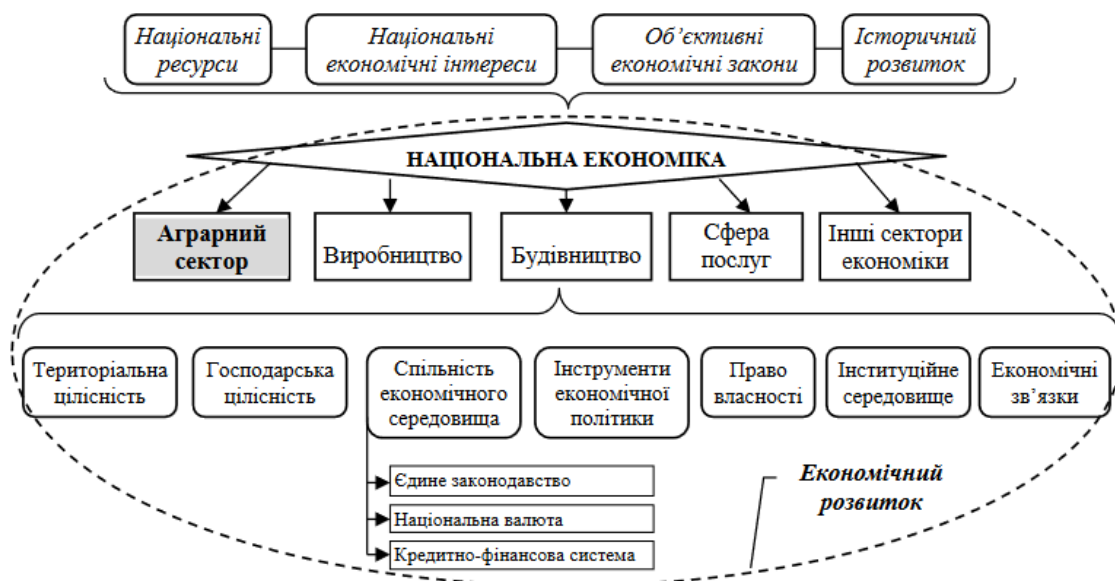 Національні
ресурси
Національні
економічні інтереси
Об’єктивні
економічні закони
Історичний
розвиток
НАЦІОНАЛЬНА ЕКОНОМІКА
Аграрний
сектор
Виробництво
Будівництво
Сфера
послуг
Інші сектори
економіки
Територіальна
цілісність
Господарська
цілісність
Спільність
економічного
середовища
Інструменти
економічної
політики
Право
власності
Інституційне
середовище
Економічні
зв’язки
Єдине законодавство
Національна валюта
Кредитно-фінансова система
Економічний
розвиток